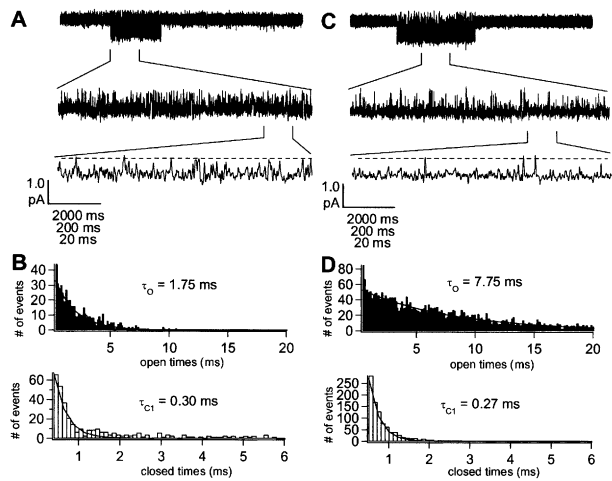 A
C
1.0
pA
2000 ms
200 ms
20 ms
1.0
pA
2000 ms
200 ms
20 ms
B
# of events
40
30
20
10
0
τO = 1.75 ms
5
10
15
20
open times (ms)
# of events
60
40
20
0
τC1 = 0.30 ms
1
2
3
4
5
6
closed times (ms)
D
# of events
80
60
40
20
0
τO = 7.75 ms
5
10
15
20
open times (ms)
# of events
250
200
150
100
50
0
τC1 = 0.27 ms
1
2
3
4
5
6
closed times (ms)